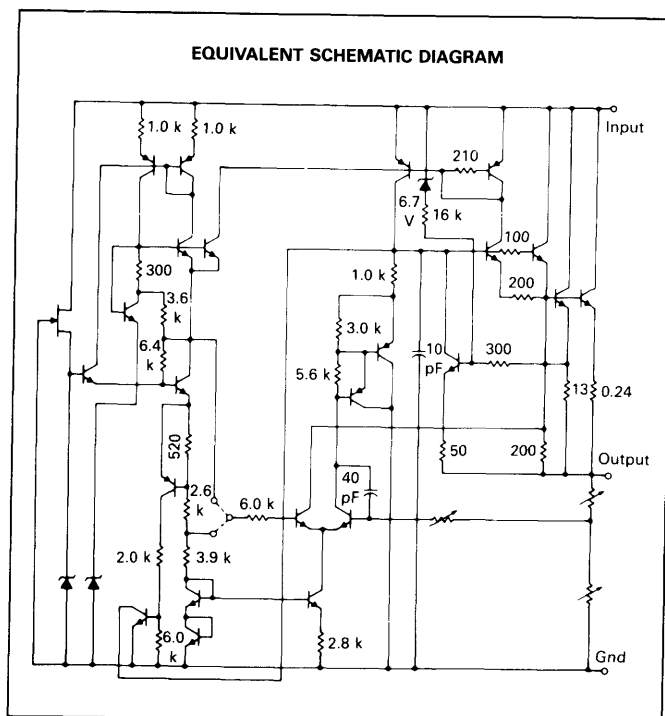 EQUIVALENT SCHEMATIC DIAGRAM
Input
1.0 k
1.0 k
210
6.7
V
16 k
100
300
1.0 k
200
3.6
k
3.0 k
6.4
k
10
pF
300
5.6 k
13
0.24
520
50
200
Output
2.6
k
40
pF
6.0 k
2.0 k
3.9 k
6.0
k
2.8 k
Gnd